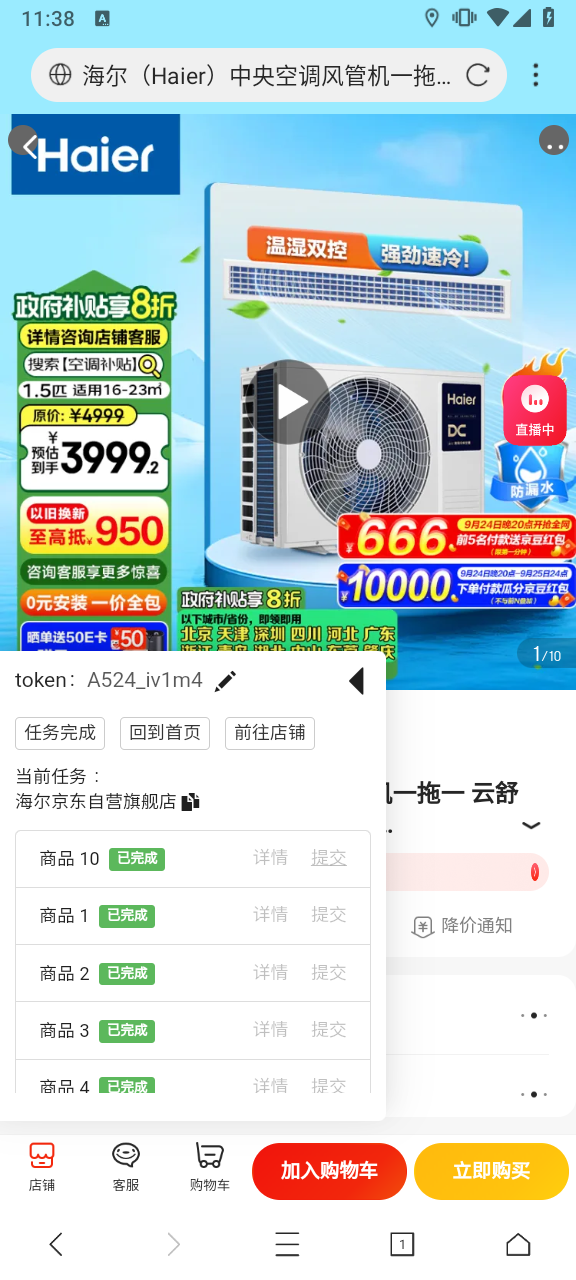 11:38
A
海尔（Haier）中央空调风管机一拖…
Haier
温湿双控
强劲速冷！
政府补贴享8折
详情咨询店铺客服
搜索【空调补贴】
1.5匹 适用16-23㎡
原价: ¥4999
预估到手
¥
3999.2
以旧换新
至高抵¥950
咨询客服享更多惊喜
0元安装 一价全包
晒单送50E卡
¥50
Haier
DC
直播中
防漏水
¥666
9月24日晚20点开抢全网
前5名付款送京豆红包
(限第一分钟)
¥10000
9月24日晚20点-9月25日24点
下单付款瓜分京豆红包
政府补贴享8折
以下城市/省份，即领即用
北京 天津 深圳 四川 河北 广东
1/10
token： A524_iv1m4
任务完成
回到首页
前往店铺
当前任务：
海尔京东自营旗舰店
商品 10 已完成 详情 提交
商品 1 已完成 详情 提交
商品 2 已完成 详情 提交
商品 3 已完成 详情 提交
商品 4 已完成 详情 提交
机一拖一 云舒
降价通知
店铺
客服
购物车
加入购物车
立即购买
1